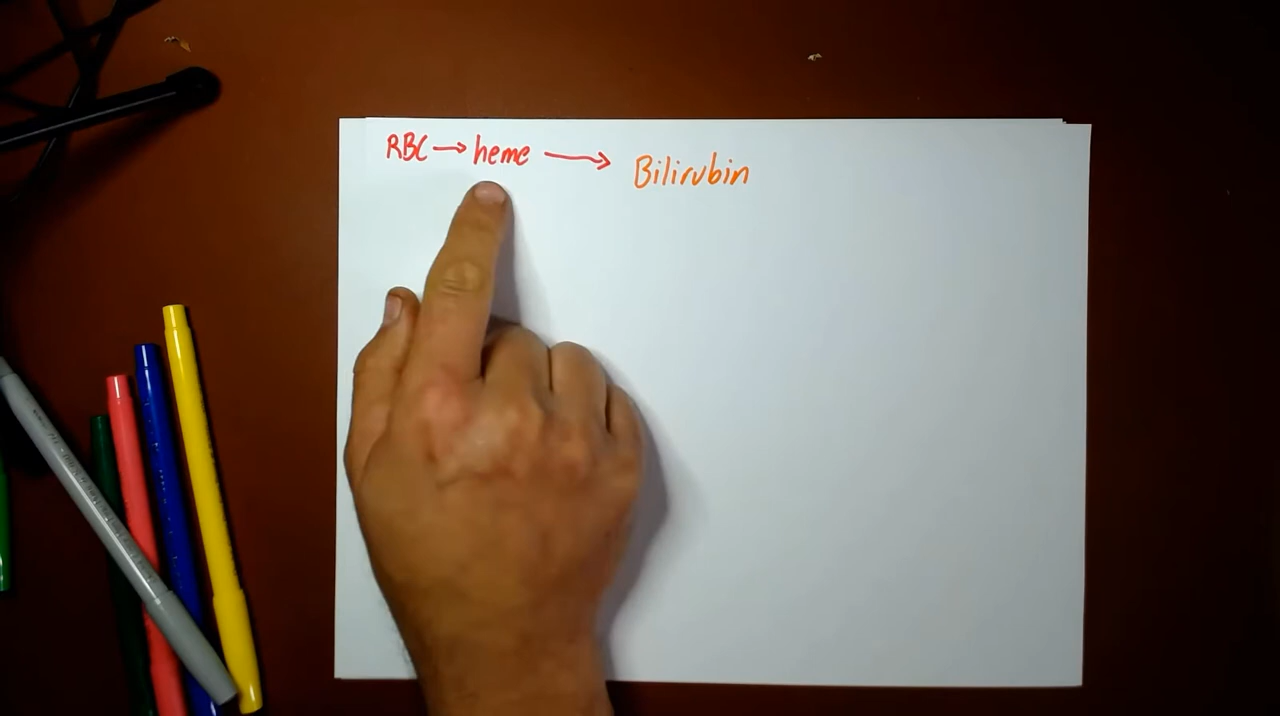 RBC → heme → Bilirubin